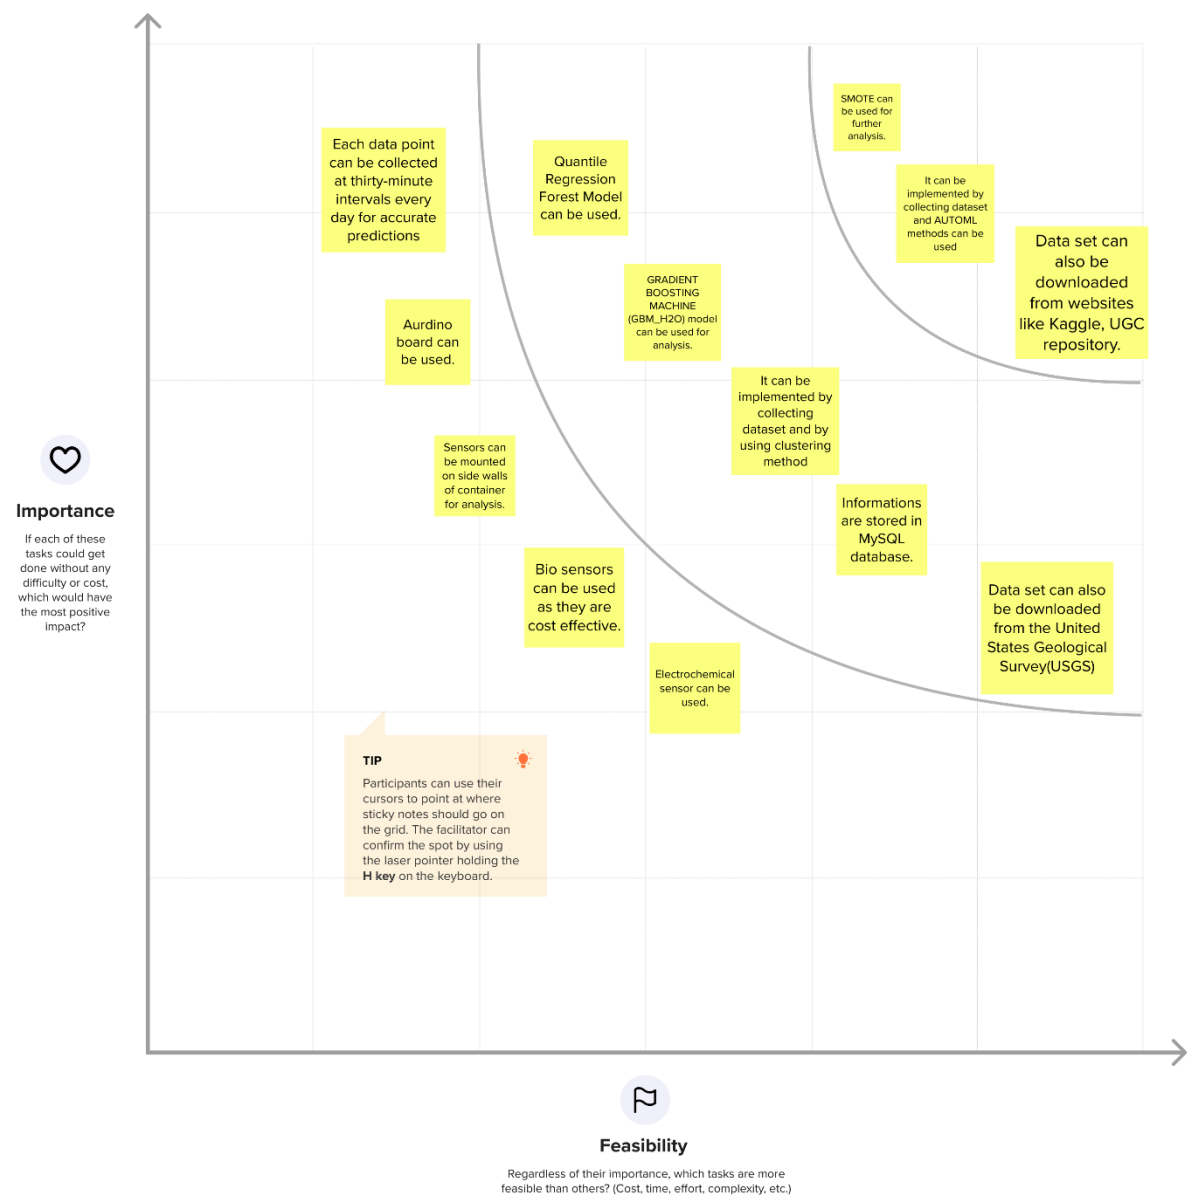 SMOTE can
be used for
further
analysis.
Each data point
can be collected
at thirty-minute
intervals every
day for accurate
predictions
Quantile
Regression
Forest Model
can be used.
It can be
implemented by
collecting dataset
and AUTOML
methods can be
used
Data set can
also be
downloaded
from websites
like Kaggle, UGC
repository.
GRADIENT
BOOSTING
MACHINE
(GBM_H2O) model
can be used for
analysis.
Aurdino
board can
be used.
It can be
implemented by
collecting
dataset and by
using clustering
method
Sensors can
be mounted
on side walls
of container
for analysis.
Informations
are stored in
MySQL
database.
Importance
If each of these
tasks could get
done without any
difficulty or cost,
which would have
the most positive
impact?
Bio sensors
can be used
as they are
cost effective.
Data set can also
be downloaded
from the United
States Geological
Survey(USGS)
Electrochemical
sensor can be
used.
TIP
Participants can use their
cursors to point at where
sticky notes should go on
the grid. The facilitator can
confirm the spot by using
the laser pointer holding the
H key on the keyboard.
Feasibility
Regardless of their importance, which tasks are more
feasible than others? (Cost, time, effort, complexity, etc.)